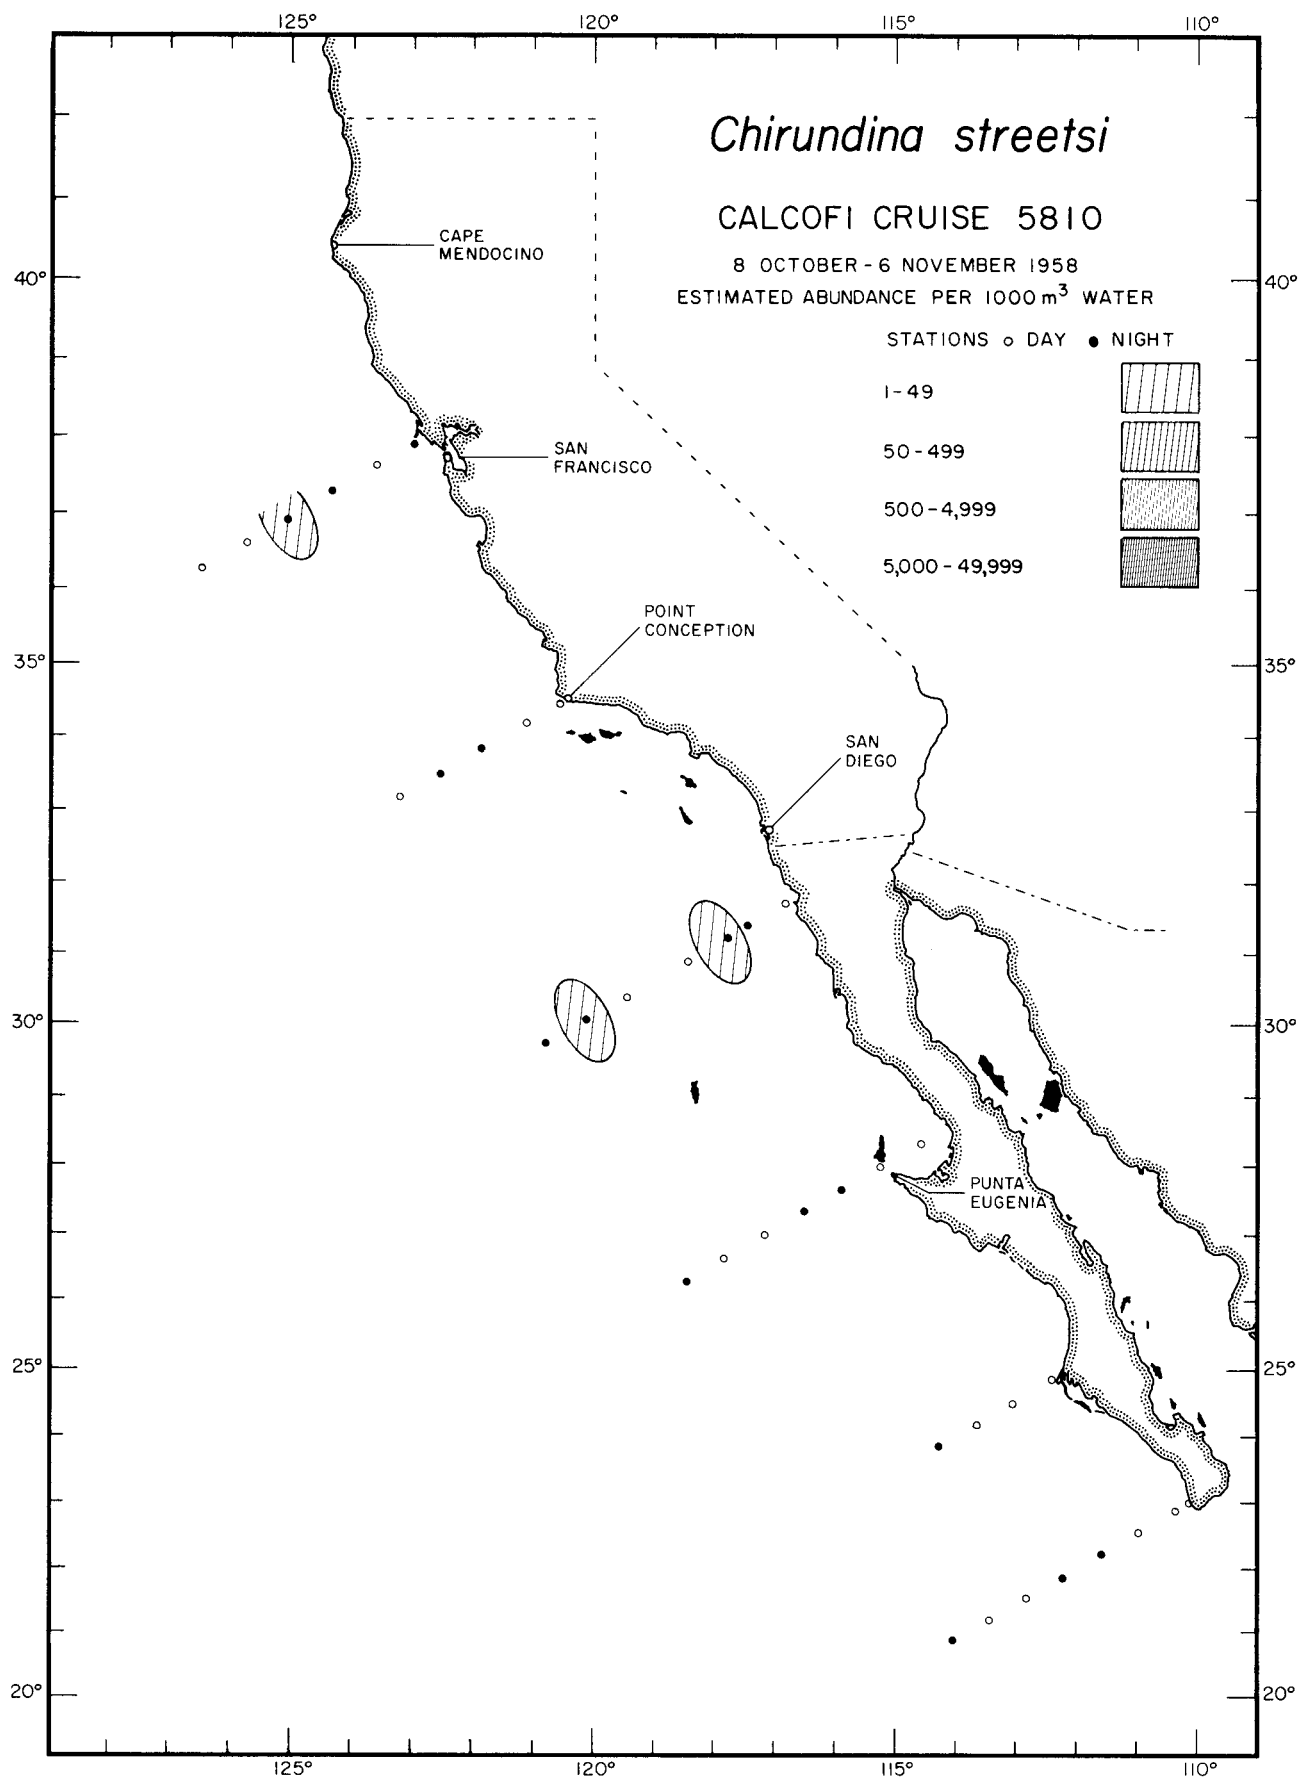 125° 120° 115° 110°
Chirundina streetsi
CALCOFI CRUISE 5810
8 OCTOBER - 6 NOVEMBER 1958
ESTIMATED ABUNDANCE PER 1000 m³ WATER
STATIONS ○ DAY ● NIGHT
1-49
50-499
500-4,999
5,000-49,999
CAPE
MENDOCINO
40° 40°
SAN
FRANCISCO
POINT
CONCEPTION
35° 35°
SAN
DIEGO
30° 30°
PUNTA
EUGENIA
25° 25°
20° 20°
125° 120° 115° 110°